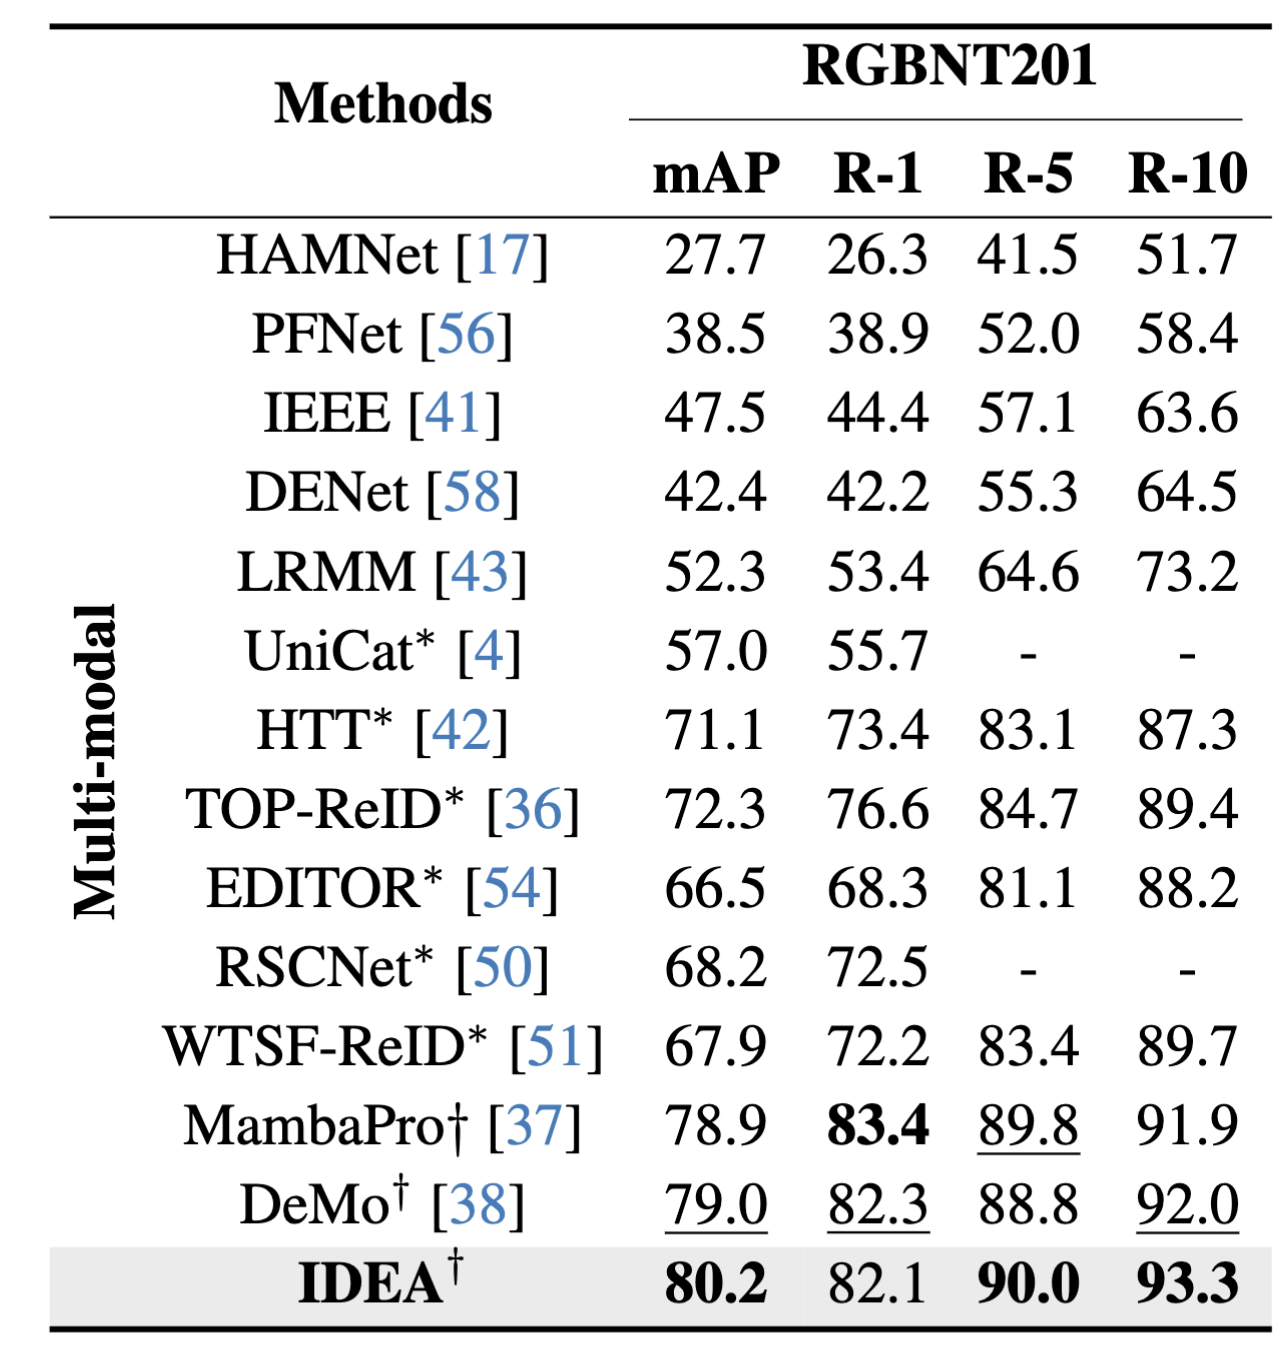 RGBNT201
Methods
mAP R-1 R-5 R-10
Multi-modal
HAMNet [17] 27.7 26.3 41.5 51.7
PFNet [56] 38.5 38.9 52.0 58.4
IEEE [41] 47.5 44.4 57.1 63.6
DENet [58] 42.4 42.2 55.3 64.5
LRMM [43] 52.3 53.4 64.6 73.2
UniCat* [4] 57.0 55.7 - -
HTT* [42] 71.1 73.4 83.1 87.3
TOP-ReID* [36] 72.3 76.6 84.7 89.4
EDITOR* [54] 66.5 68.3 81.1 88.2
RSCNet* [50] 68.2 72.5 - -
WTSF-ReID* [51] 67.9 72.2 83.4 89.7
MambaPro† [37] 78.9 83.4 89.8 91.9
DeMo† [38] 79.0 82.3 88.8 92.0
IDEA† 80.2 82.1 90.0 93.3